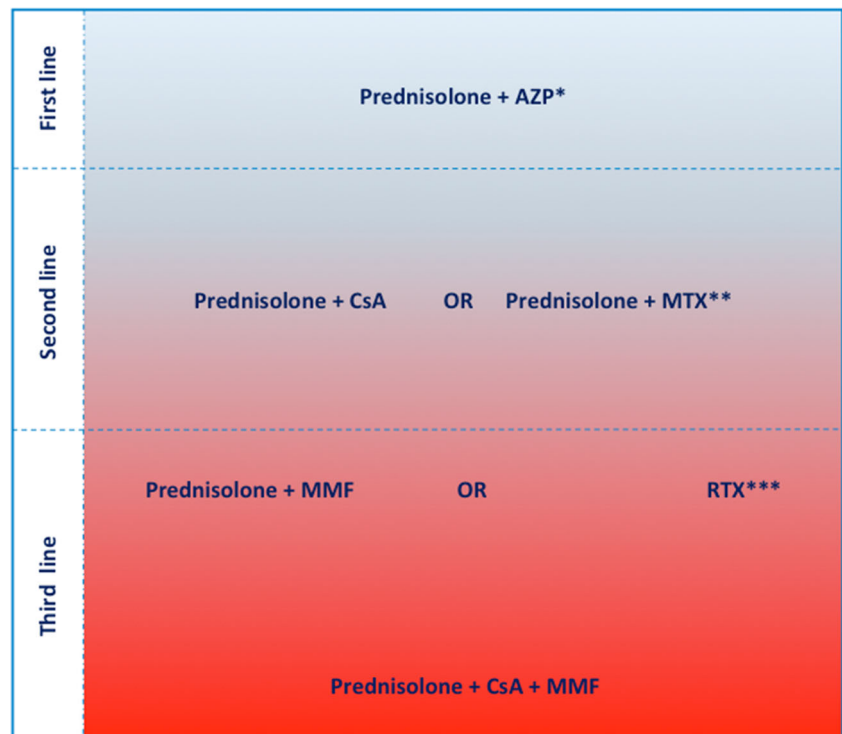 First line
Prednisolone + AZP*
Second line
Prednisolone + CsA OR Prednisolone + MTX**
Third line
Prednisolone + MMF OR RTX***
Prednisolone + CsA + MMF